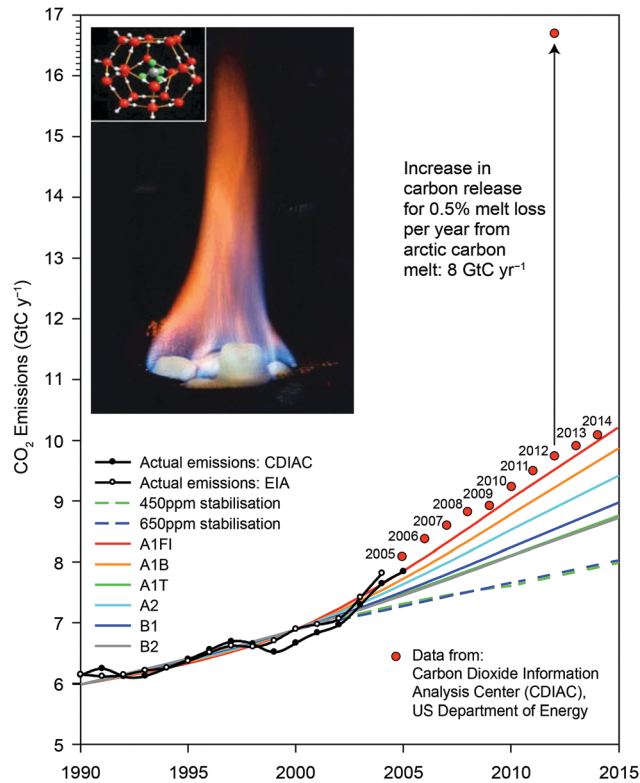 17
16
15
14
13
12
11
10
9
8
7
6
5
CO2 Emissions (GtC y−1)
Increase in
carbon release
for 0.5% melt loss
per year from
arctic carbon
melt: 8 GtC yr−1
Actual emissions: CDIAC
Actual emissions: EIA
450ppm stabilisation
650ppm stabilisation
A1FI
A1B
A1T
A2
B1
B2
2005
2006
2007
2008
2009
2010
2011
2012
2013
2014
Data from:
Carbon Dioxide Information
Analysis Center (CDIAC),
US Department of Energy
1990
1995
2000
2005
2010
2015